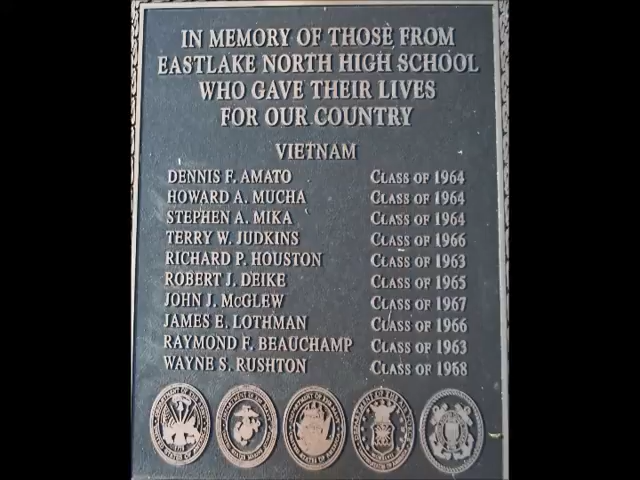 IN MEMORY OF THOSE FROM
EASTLAKE NORTH HIGH SCHOOL
WHO GAVE THEIR LIVES
FOR OUR COUNTRY
VIETNAM
DENNIS F. AMATO CLASS OF 1964
HOWARD A. MUCHA CLASS OF 1964
STEPHEN A. MIKA CLASS OF 1964
TERRY W. JUDKINS CLASS OF 1966
RICHARD P. HOUSTON CLASS OF 1963
ROBERT J. DEIKE CLASS OF 1965
JOHN J. McGLEW CLASS OF 1967
JAMES E. LOTHMAN CLASS OF 1966
RAYMOND F. BEAUCHAMP CLASS OF 1963
WAYNE S. RUSHTON CLASS OF 1968